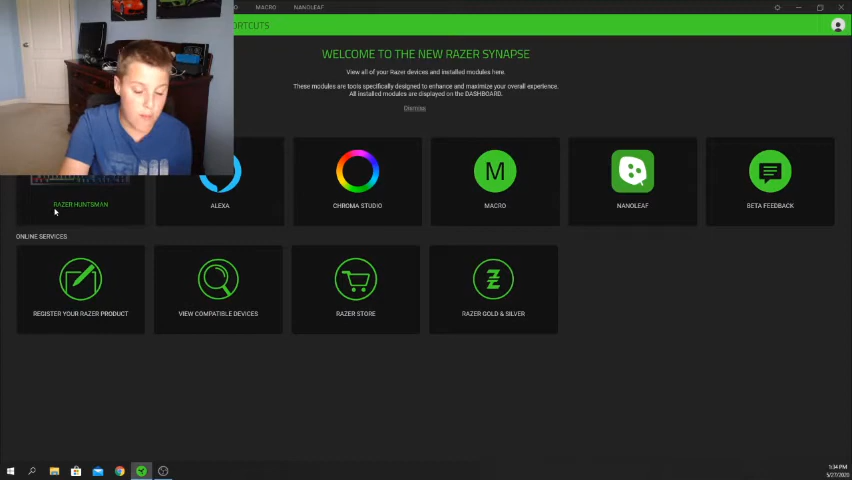 MACRO
NANOLEAF
WELCOME TO THE NEW RAZER SYNAPSE
View all of your Razer devices and installed modules here.
These modules are tools specifically designed to enhance and maximize your overall experience.
All installed modules are displayed on the DASHBOARD.
Dismiss
RAZER HUNTSMAN
ALEXA
CHROMA STUDIO
M
MACRO
NANOLEAF
BETA FEEDBACK
ONLINE SERVICES
REGISTER YOUR RAZER PRODUCT
VIEW COMPATIBLE DEVICES
RAZER STORE
RAZER GOLD & SILVER
1:34 PM
5/27/2020